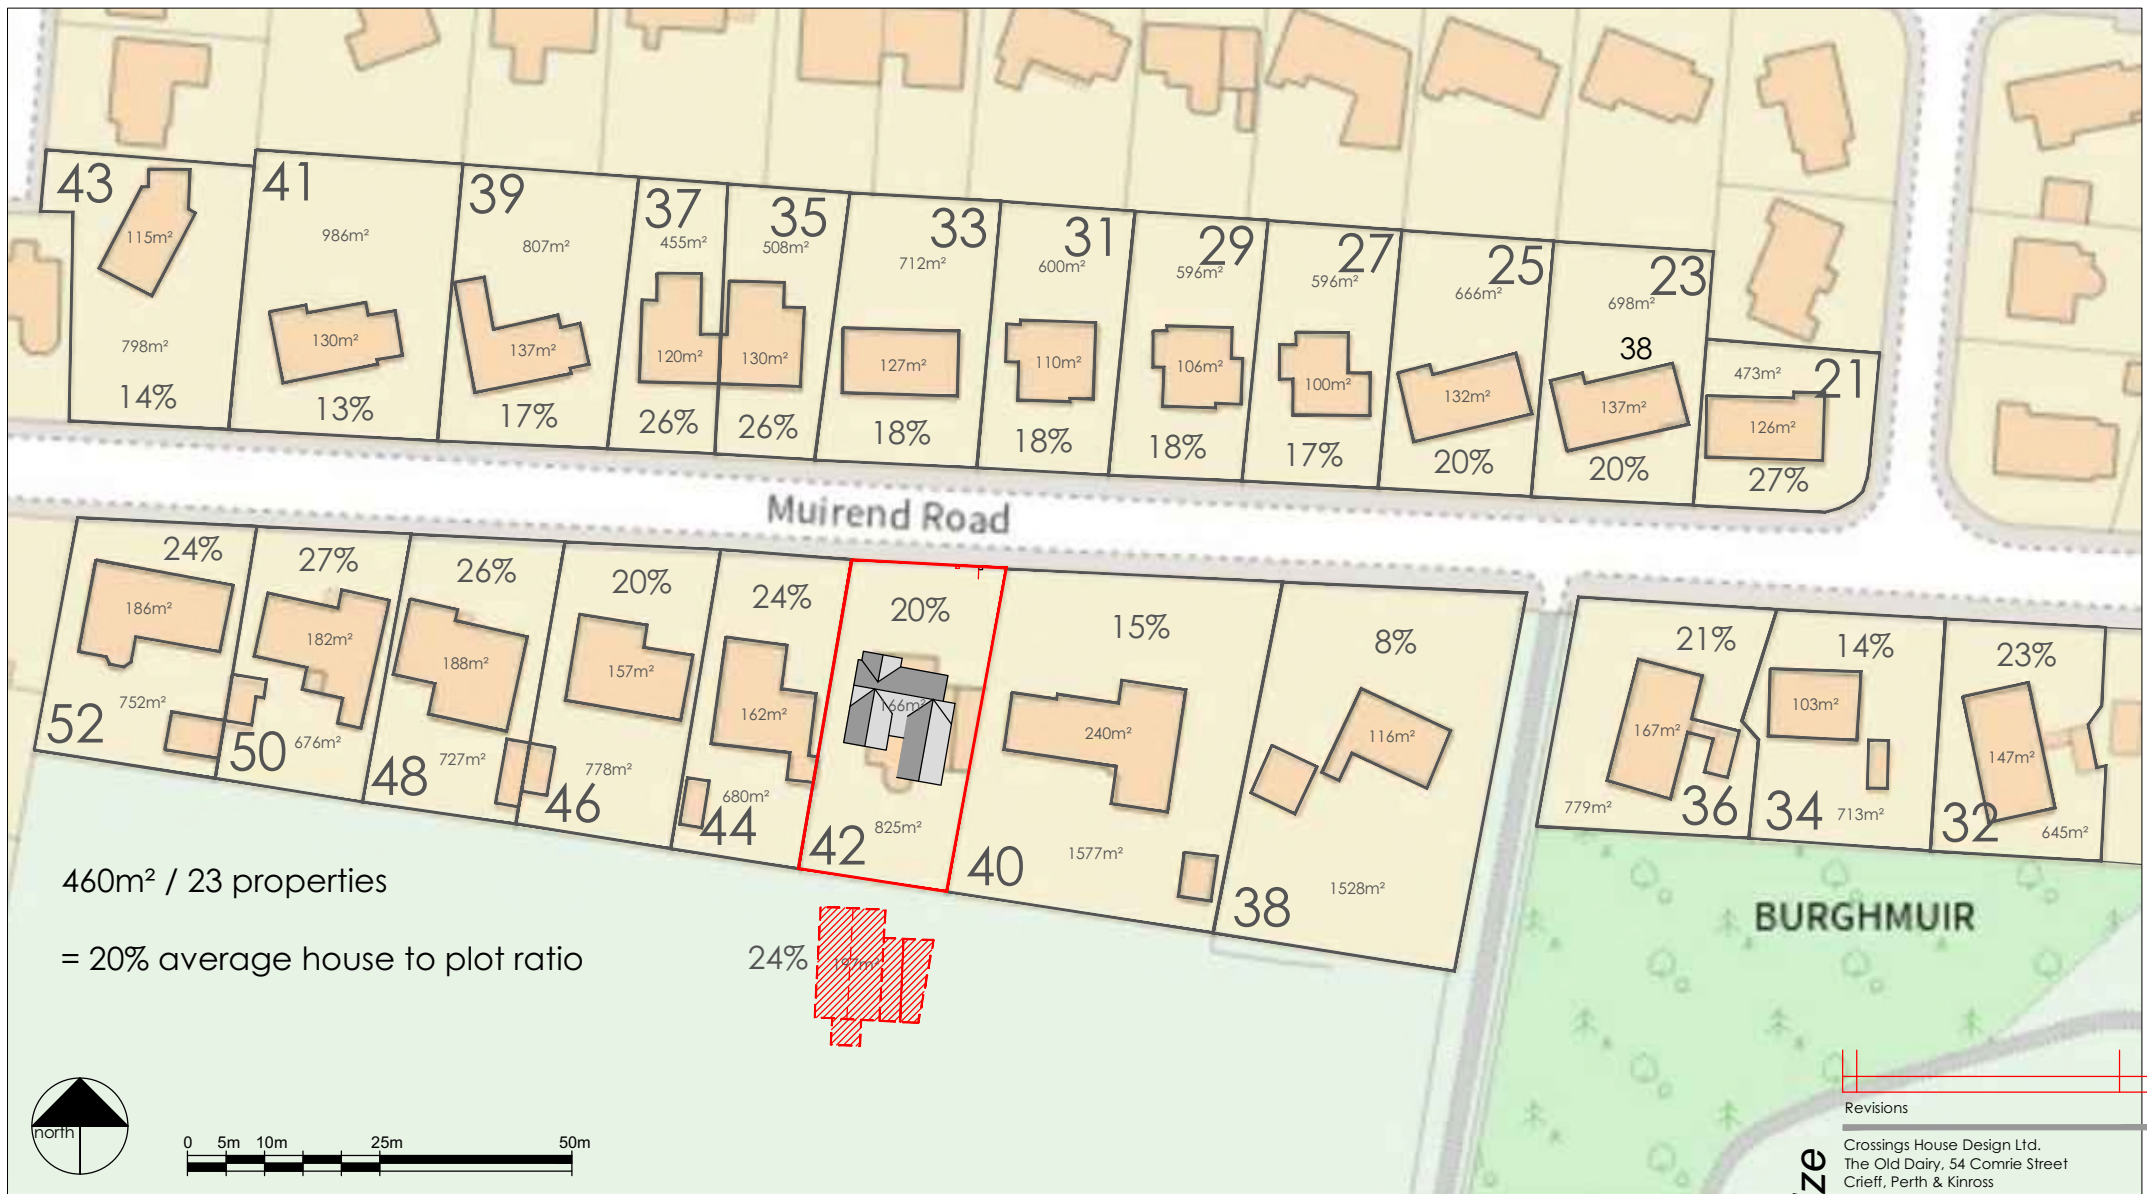 43
41
39
37
35
33
31
29
27
25
23
21
115m²
986m²
807m²
455m²
508m²
712m²
600m²
596m²
596m²
666m²
698m²
473m²
798m²
130m²
137m²
120m²
130m²
127m²
110m²
106m²
100m²
132m²
38
137m²
126m²
14%
13%
17%
26%
26%
18%
18%
18%
17%
20%
20%
27%
Muirend Road
24%
27%
26%
20%
24%
20%
15%
8%
21%
14%
23%
186m²
182m²
188m²
157m²
162m²
166m²
240m²
116m²
167m²
103m²
147m²
752m²
676m²
727m²
778m²
680m²
825m²
1577m²
1528m²
779m²
713m²
645m²
52
50
48
46
44
42
40
38
36
34
32
BURGHMUIR
460m² / 23 properties
= 20% average house to plot ratio
24%
197m²
north
0 5m 10m 25m 50m
Revisions
Crossings House Design Ltd.
The Old Dairy, 54 Comrie Street
Crieff, Perth & Kinross
ze